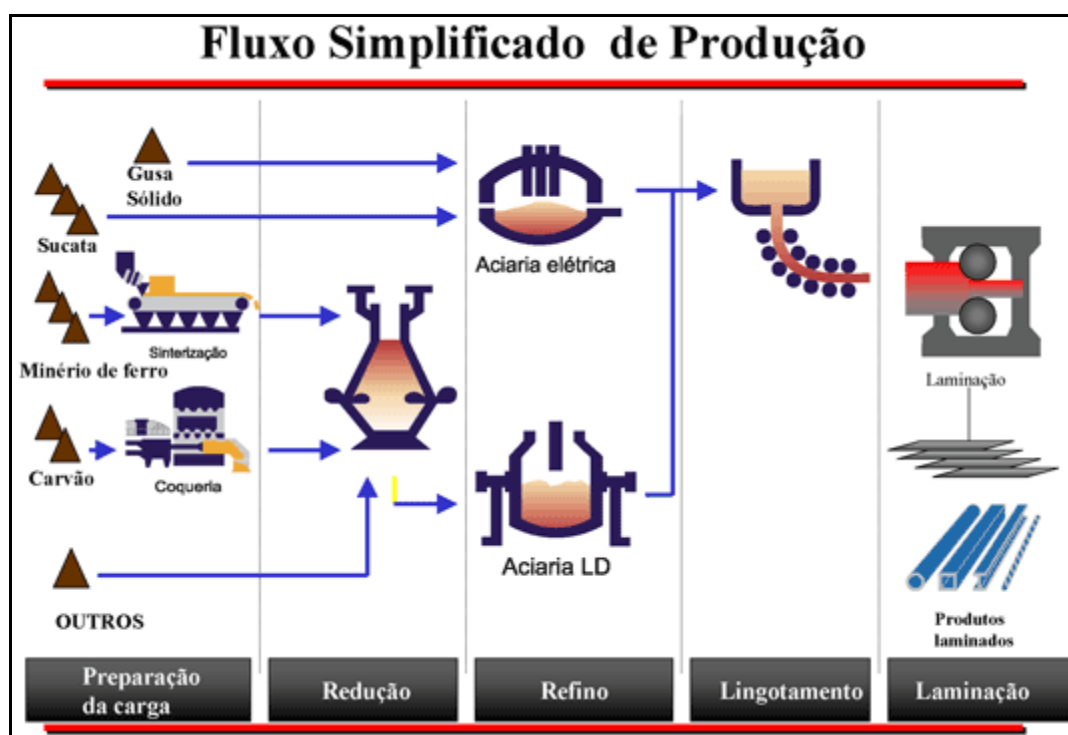 Fluxo Simplificado de Produção
Gusa
Sólido
Sucata
Aciaria elétrica
Sinterização
Minério de ferro
Laminação
Carvão
Coqueria
Aciaria LD
OUTROS
Produtos
laminados
Preparação
da carga
Redução
Refino
Lingotamento
Laminação